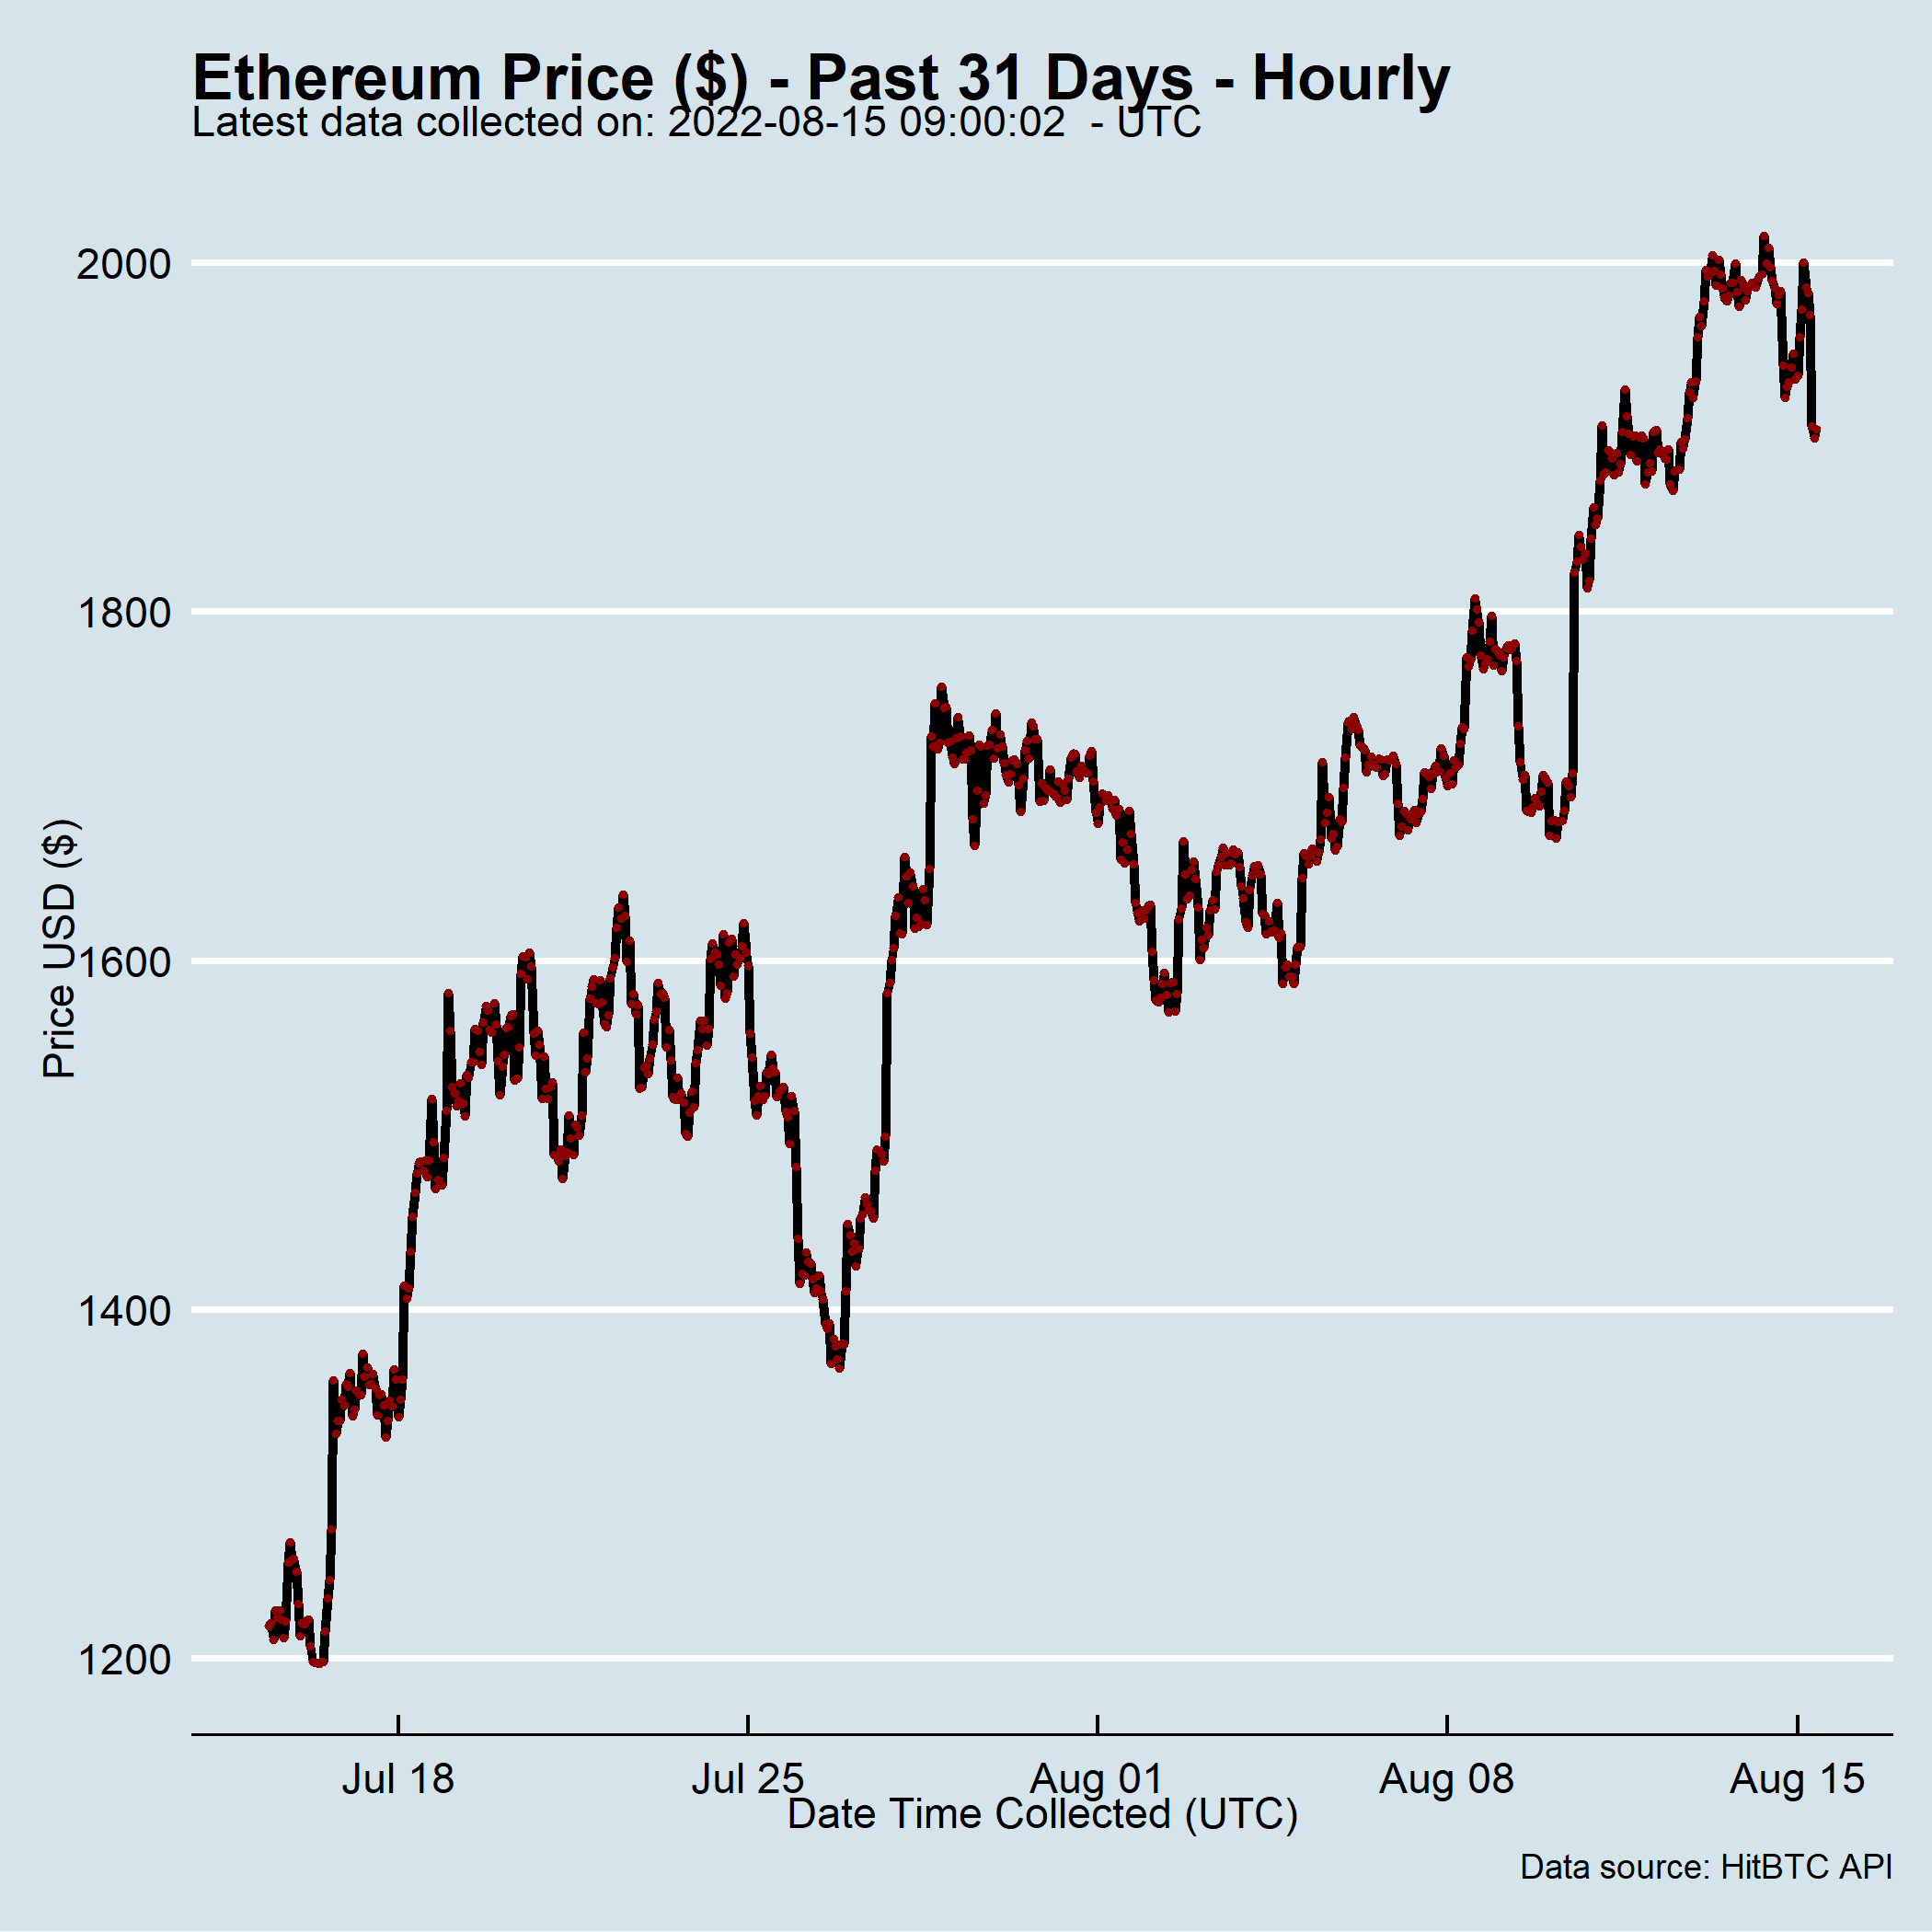 Ethereum Price ($) - Past 31 Days - Hourly
Latest data collected on: 2022-08-15 09:00:02  - UTC
2000
1800
1600
1400
1200
Price USD ($)
Jul 18
Jul 25
Aug 01
Aug 08
Aug 15
Date Time Collected (UTC)
Data source: HitBTC API